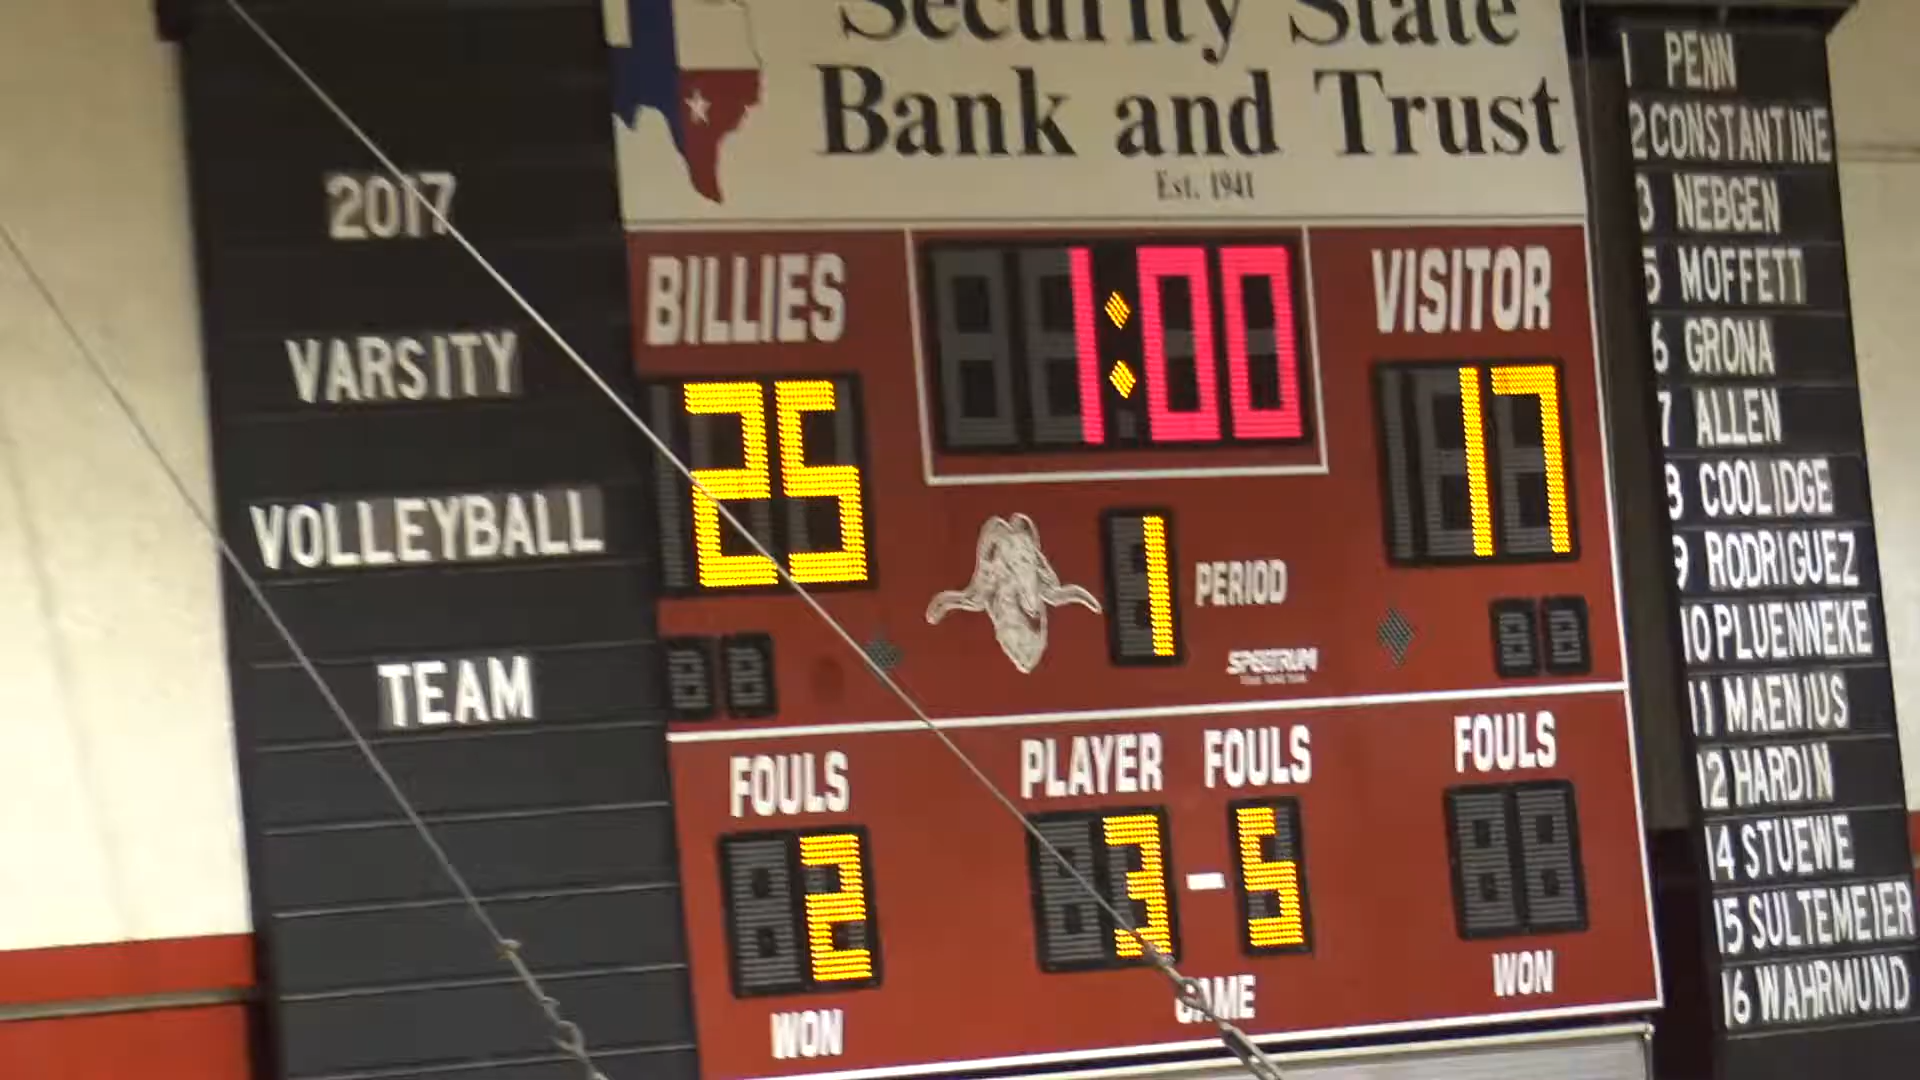 Security State
Bank and Trust
Est. 1941
2017
VARSITY
VOLLEYBALL
TEAM
BILLIES
1:00
VISITOR
25
17
1
PERIOD
SPECTRUM
FOULS
PLAYER - FOULS
FOULS
2
3 - 5
WON
GAME
WON
1 PENN
2 CONSTANTINE
3 NEBGEN
5 MOFFETT
6 GRONA
7 ALLEN
8 COOLIDGE
9 RODRIGUEZ
10 PLUENNEKE
11 MAENIUS
12 HARDIN
14 STUEWE
15 SULTEMEIER
16 WAHRMUND